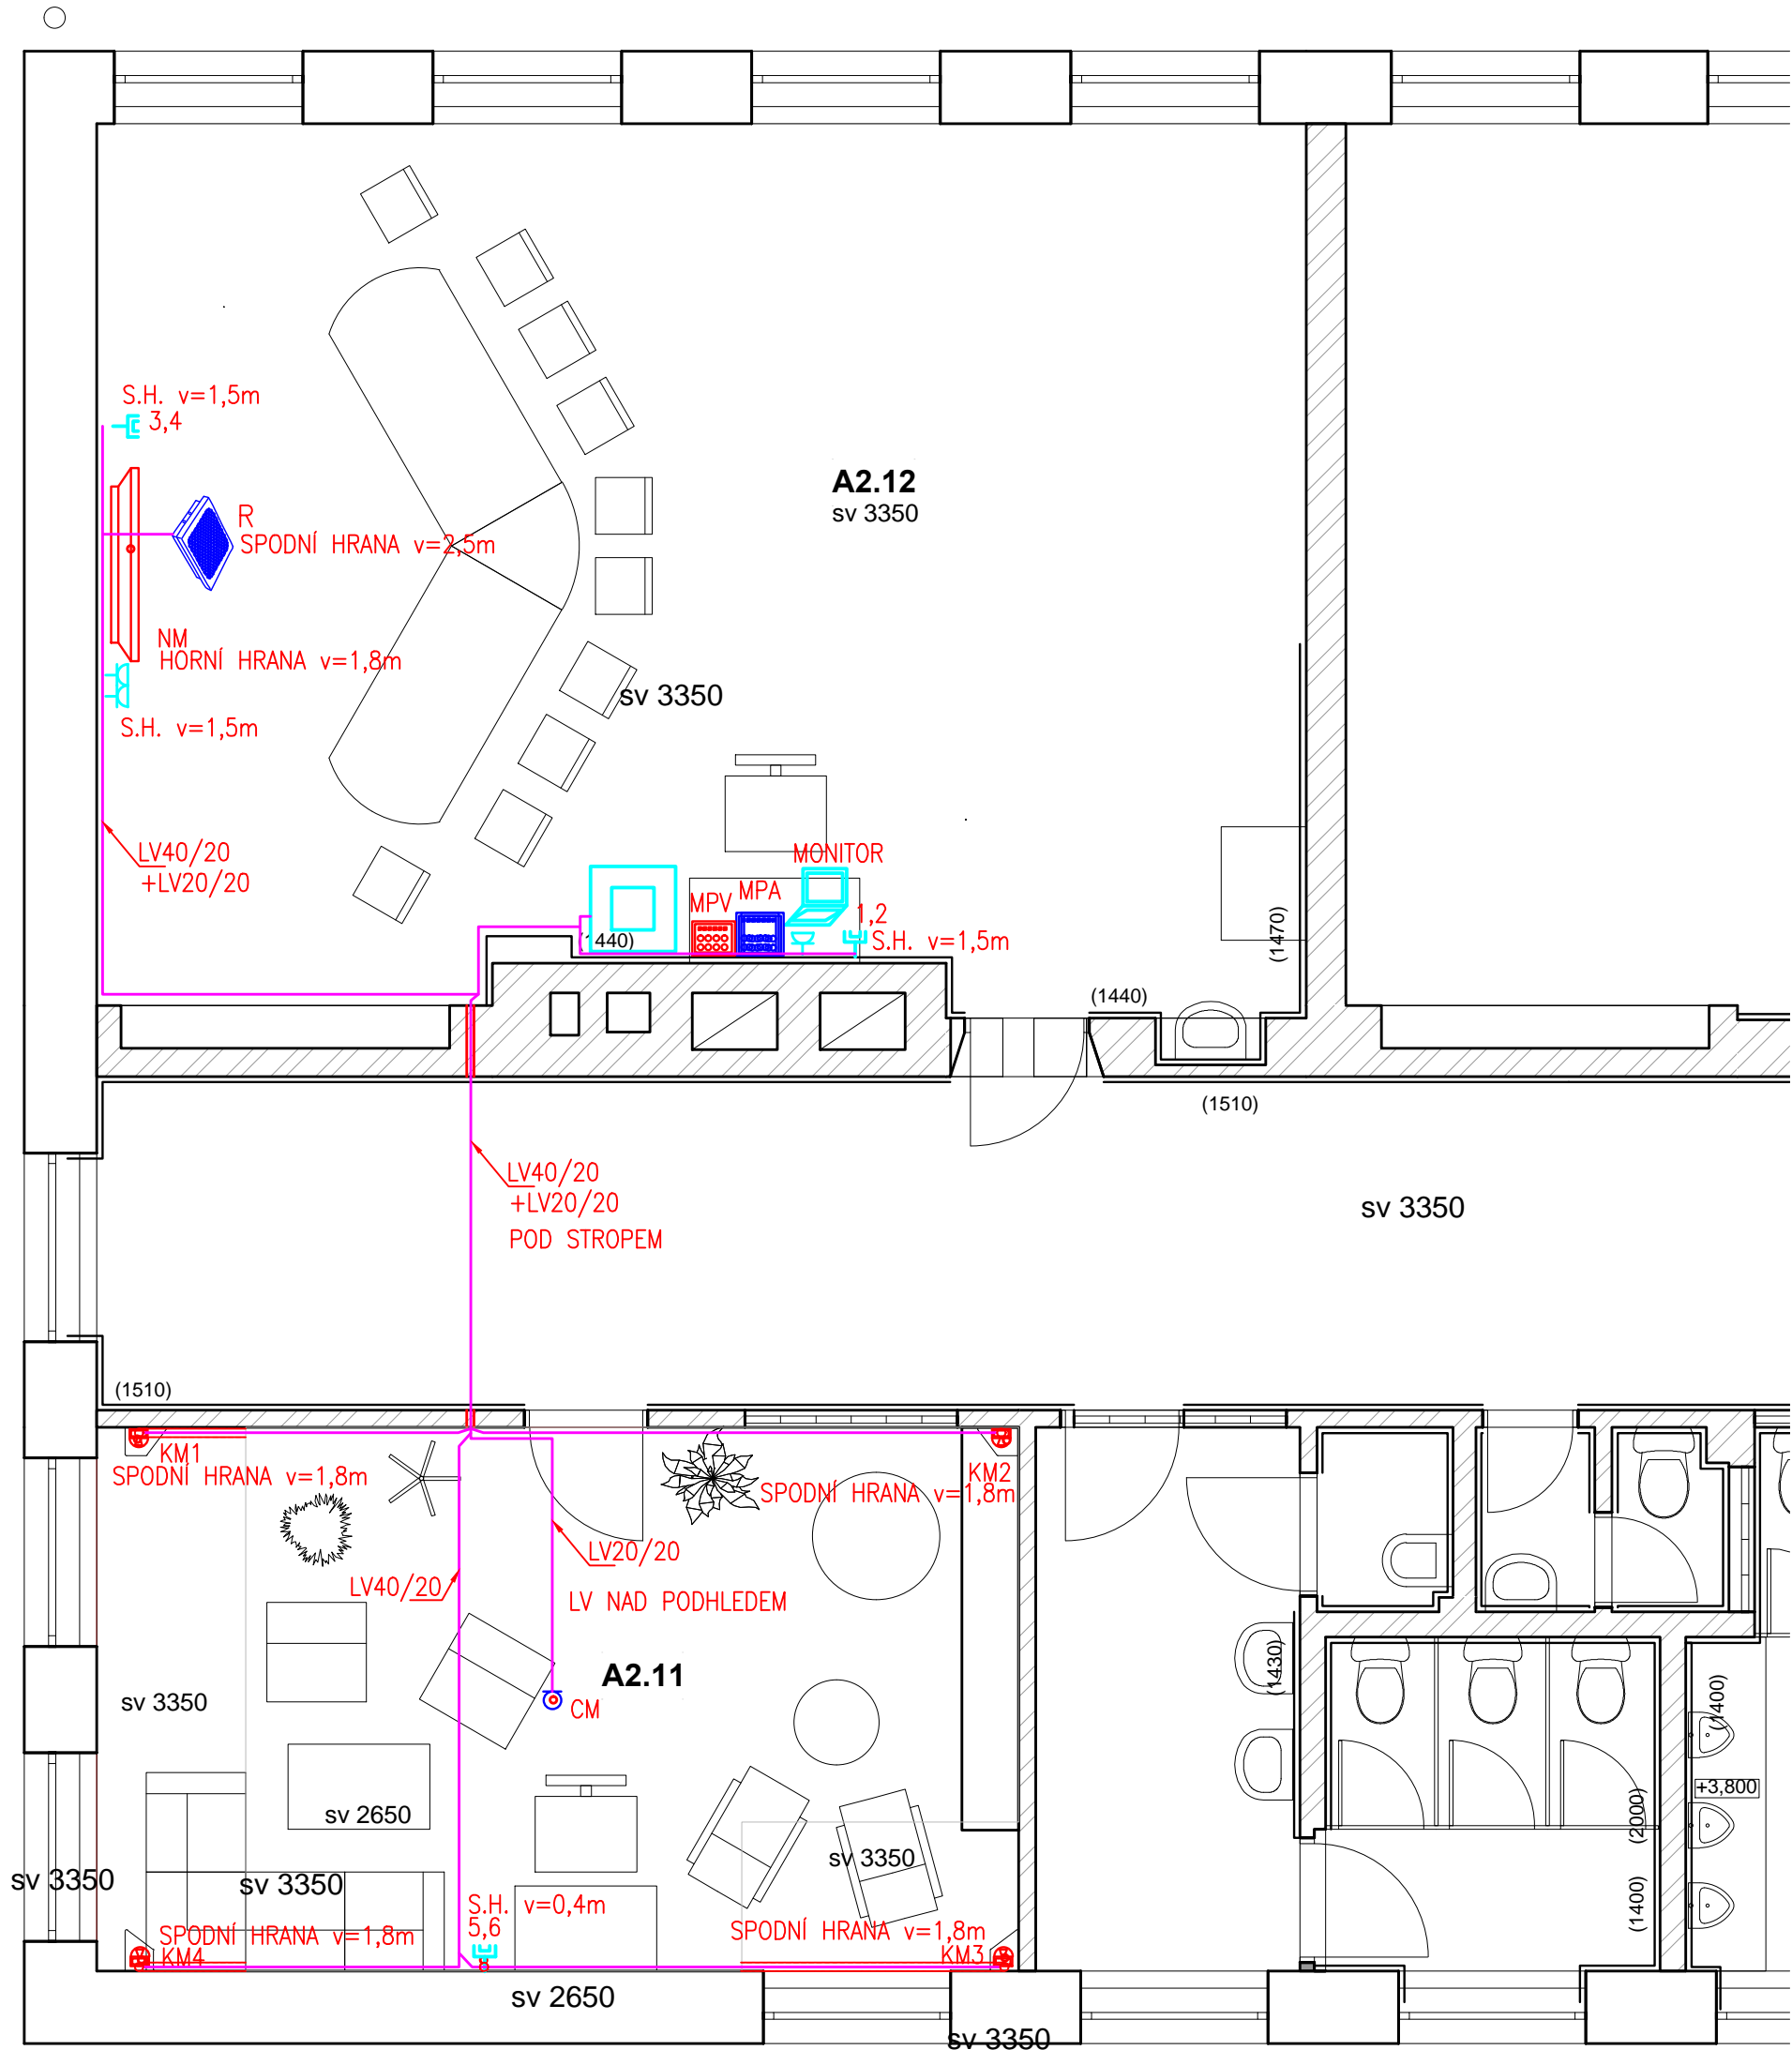 S.H. v=1,5m
3,4
A2.12
sv 3350
R
SPODNÍ HRANA v=2,5m
NM
HORNÍ HRANA v=1,8m
sv 3350
S.H. v=1,5m
LV40/20
+LV20/20
MONITOR
MPV
MPA
1,2
S.H. v=1,5m
440)
(1470)
(1440)
(1510)
LV40/20
+LV20/20
POD STROPEM
sv 3350
(1510)
KM1
SPODNÍ HRANA v=1,8m
KM2
SPODNÍ HRANA v=1,8m
LV20/20
LV40/20
LV NAD PODHLEDEM
A2.11
CM
(1430)
sv 3350
(1400)
+3,800
sv 2650
(2000)
sv 3350
sv 3350
sv 3350
S.H. v=0,4m
5,6
(1400)
SPODNÍ HRANA v=1,8m
KM4
SPODNÍ HRANA v=1,8m
KM3
sv 2650
sv 3350